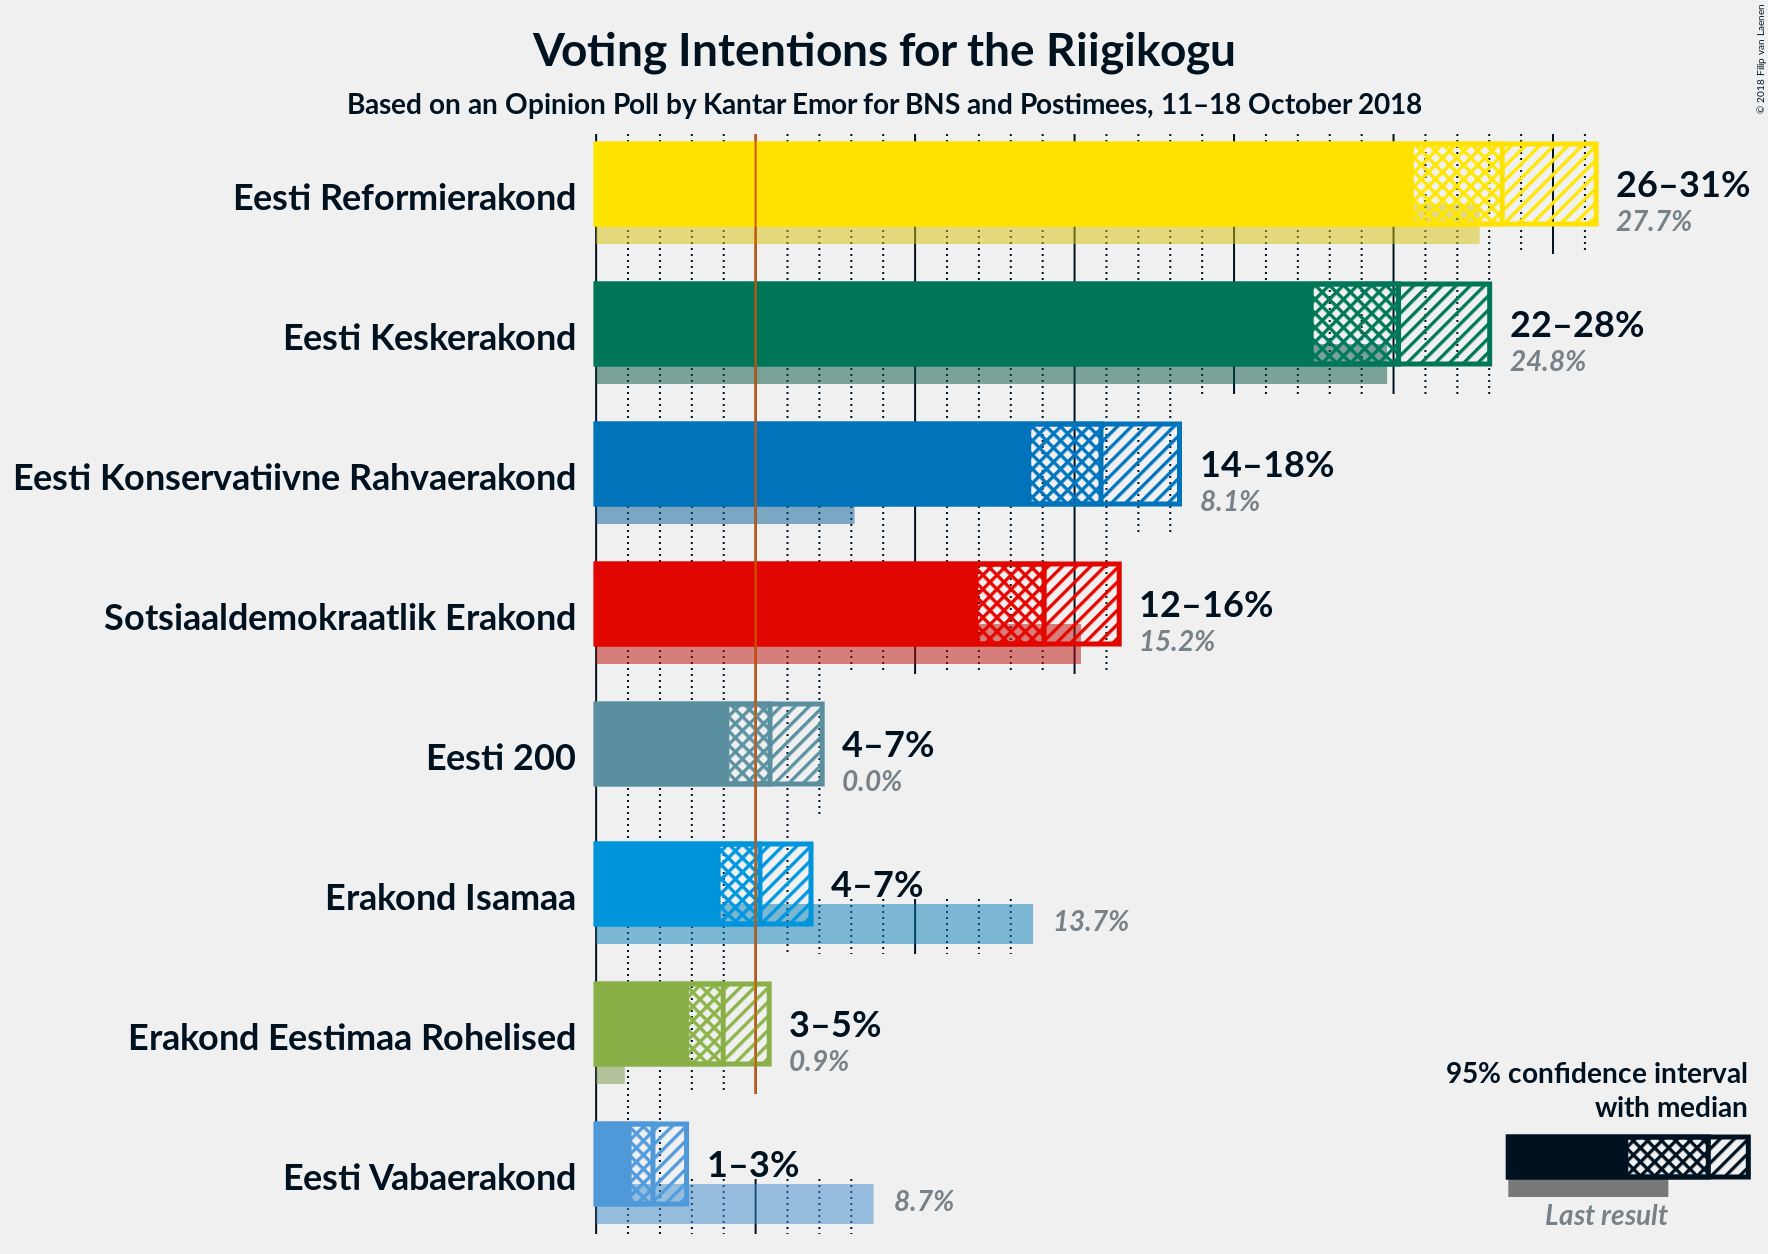 Voting Intentions for the Riigikogu
Based on an Opinion Poll by Kantar Emor for BNS and Postimees, 11–18 October 2018
© 2018 Filip van Laenen
Eesti Reformierakond
26–31%
27.7%
Eesti Keskerakond
22–28%
24.8%
Eesti Konservatiivne Rahvaerakond
14–18%
8.1%
Sotsiaaldemokraatlik Erakond
12–16%
15.2%
Eesti 200
4–7%
0.0%
Erakond Isamaa
4–7%
13.7%
Erakond Eestimaa Rohelised
3–5%
0.9%
Eesti Vabaerakond
1–3%
8.7%
95% confidence interval
with median
Last result